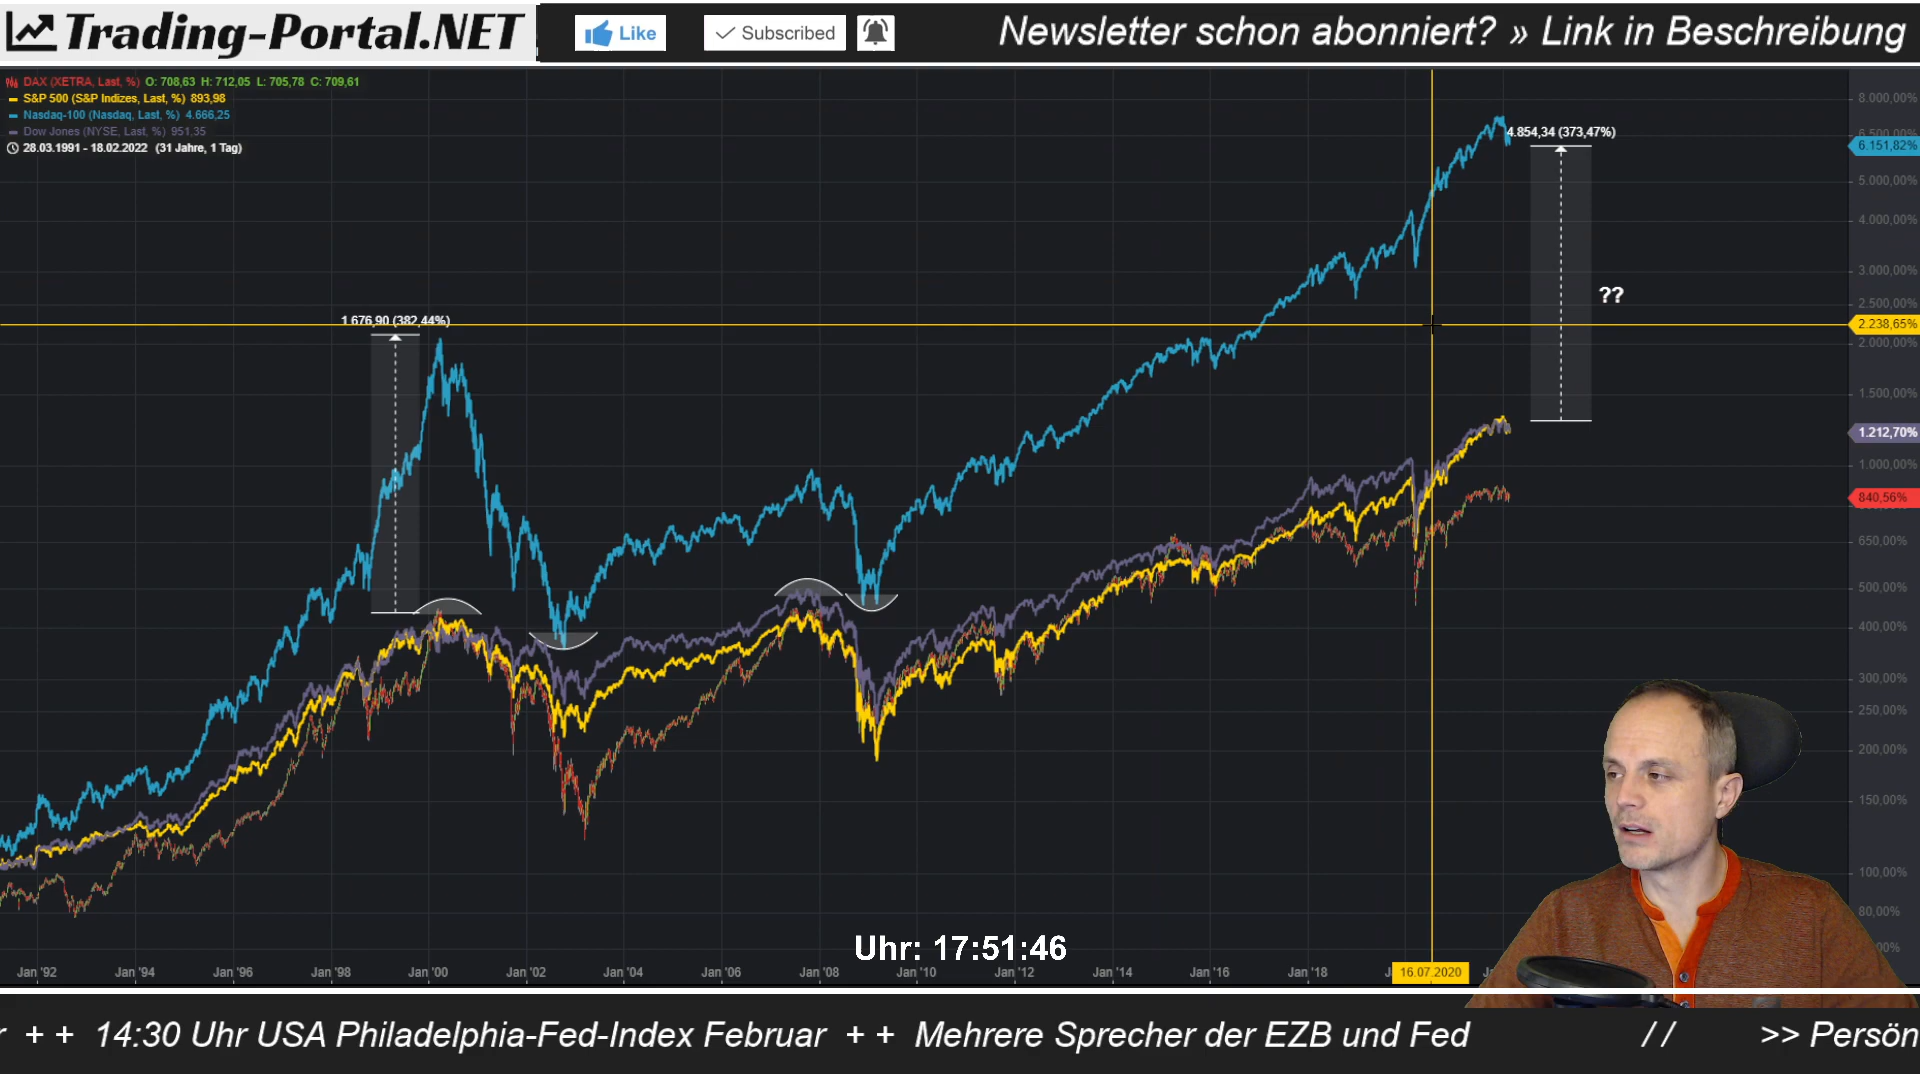 Trading-Portal.NET
Like
Subscribed
Newsletter schon abonniert? » Link in Beschreibung
DAX (XETRA, Last, %) O: 708,63 H: 712,05 L: 705,78 C: 709,61
S&P 500 (S&P Indizes, Last, %) 893,98
Nasdaq-100 (Nasdaq, Last, %) 4.666,25
Dow Jones (NYSE, Last, %) 951,35
28.03.1991 - 18.02.2022 (31 Jahre, 1 Tag)
8.000,00%
4.854,34 (373,47%)
6.500,00%
6.151,82%
5.000,00%
4.000,00%
3.000,00%
??
2.500,00%
1 676,90 (382,44%)
2.238,65%
2.000,00%
1.500,00%
1.212,70%
1.000,00%
840,56%
650,00%
500,00%
400,00%
300,00%
250,00%
200,00%
150,00%
100,00%
80,00%
Uhr: 17:51:46
Jan '92 Jan '94 Jan '96 Jan '98 Jan '00 Jan '02 Jan '04 Jan '06 Jan '08 Jan '10 Jan '12 Jan '14 Jan '16 Jan '18 16.07.2020
r + + 14:30 Uhr USA Philadelphia-Fed-Index Februar + + Mehrere Sprecher der EZB und Fed // >> Persön